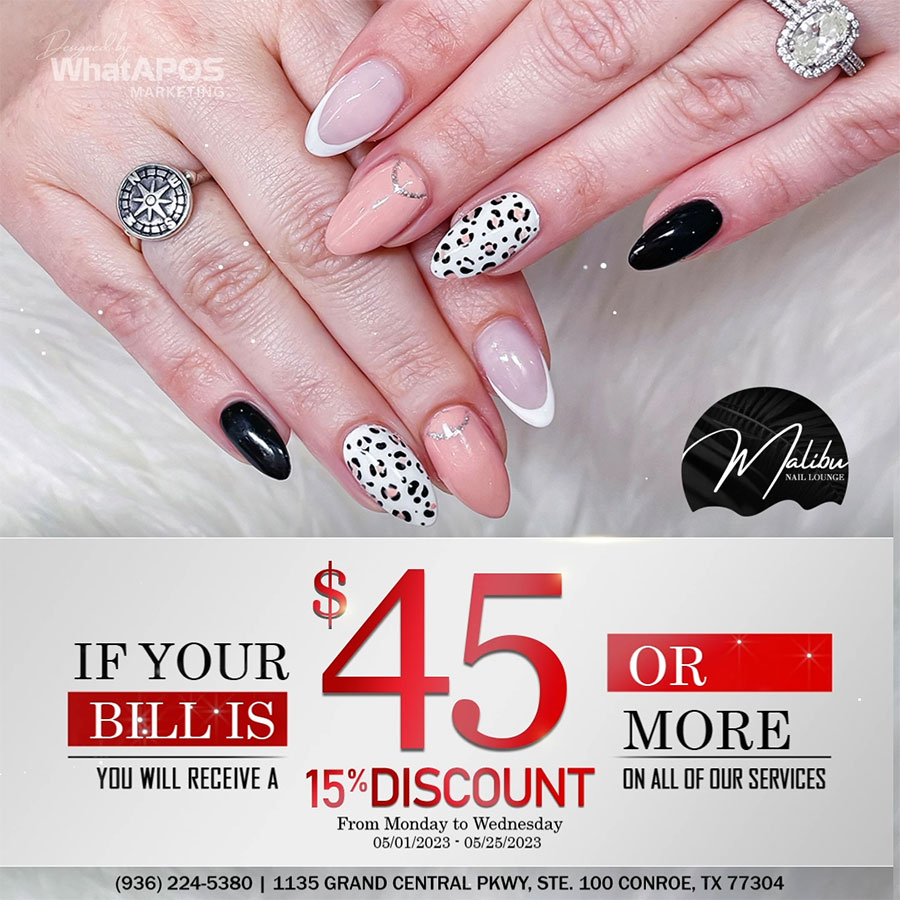 Designed by
WhatAPOS
MARKETING
N
E
S
Malibu
NAIL LOUNGE
$45
IF YOUR
BILL IS
OR
MORE
YOU WILL RECEIVE A
15% DISCOUNT
ON ALL OF OUR SERVICES
From Monday to Wednesday
05/01/2023 - 05/25/2023
(936) 224-5380 | 1135 GRAND CENTRAL PKWY, STE. 100 CONROE, TX 77304